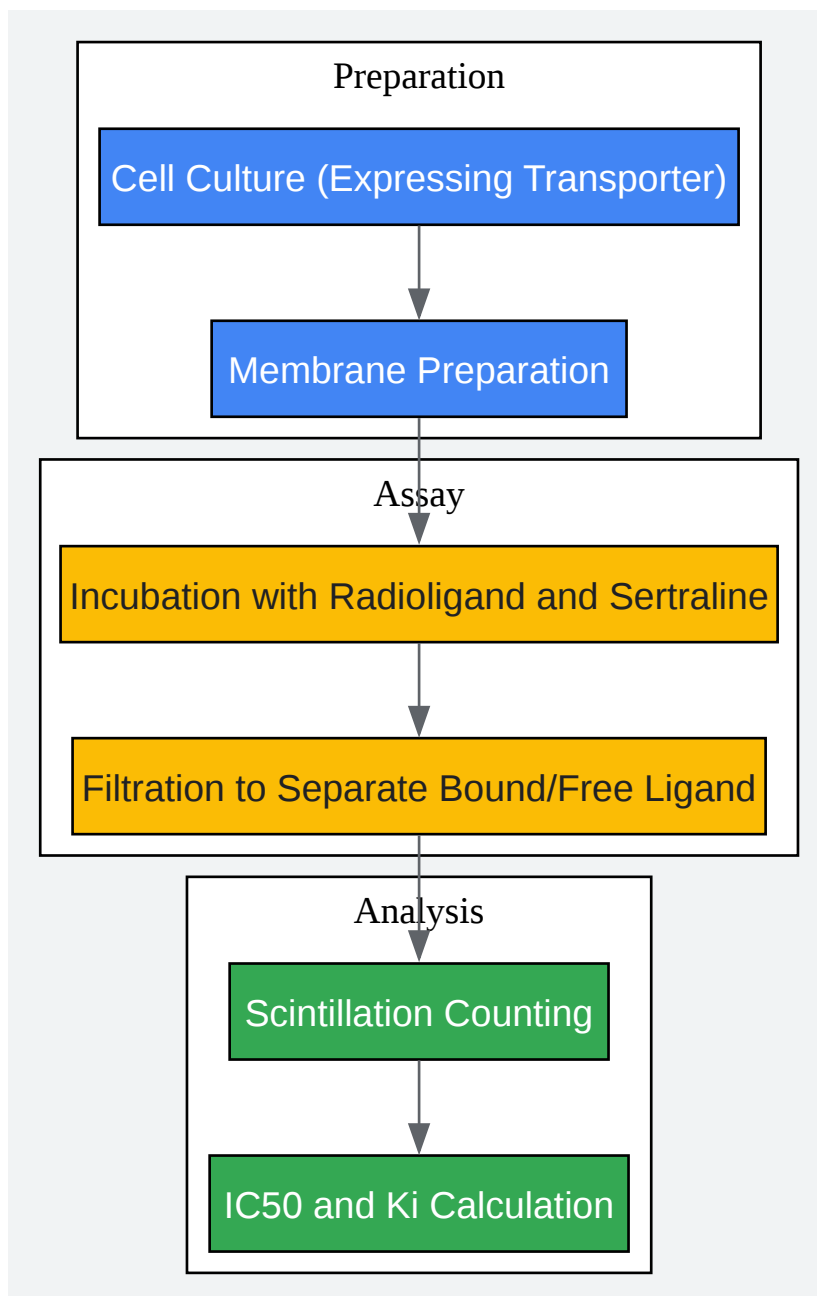 Preparation
Cell Culture (Expressing Transporter)
Membrane Preparation
Assay
Incubation with Radioligand and Sertraline
Filtration to Separate Bound/Free Ligand
Analysis
Scintillation Counting
IC50 and Ki Calculation